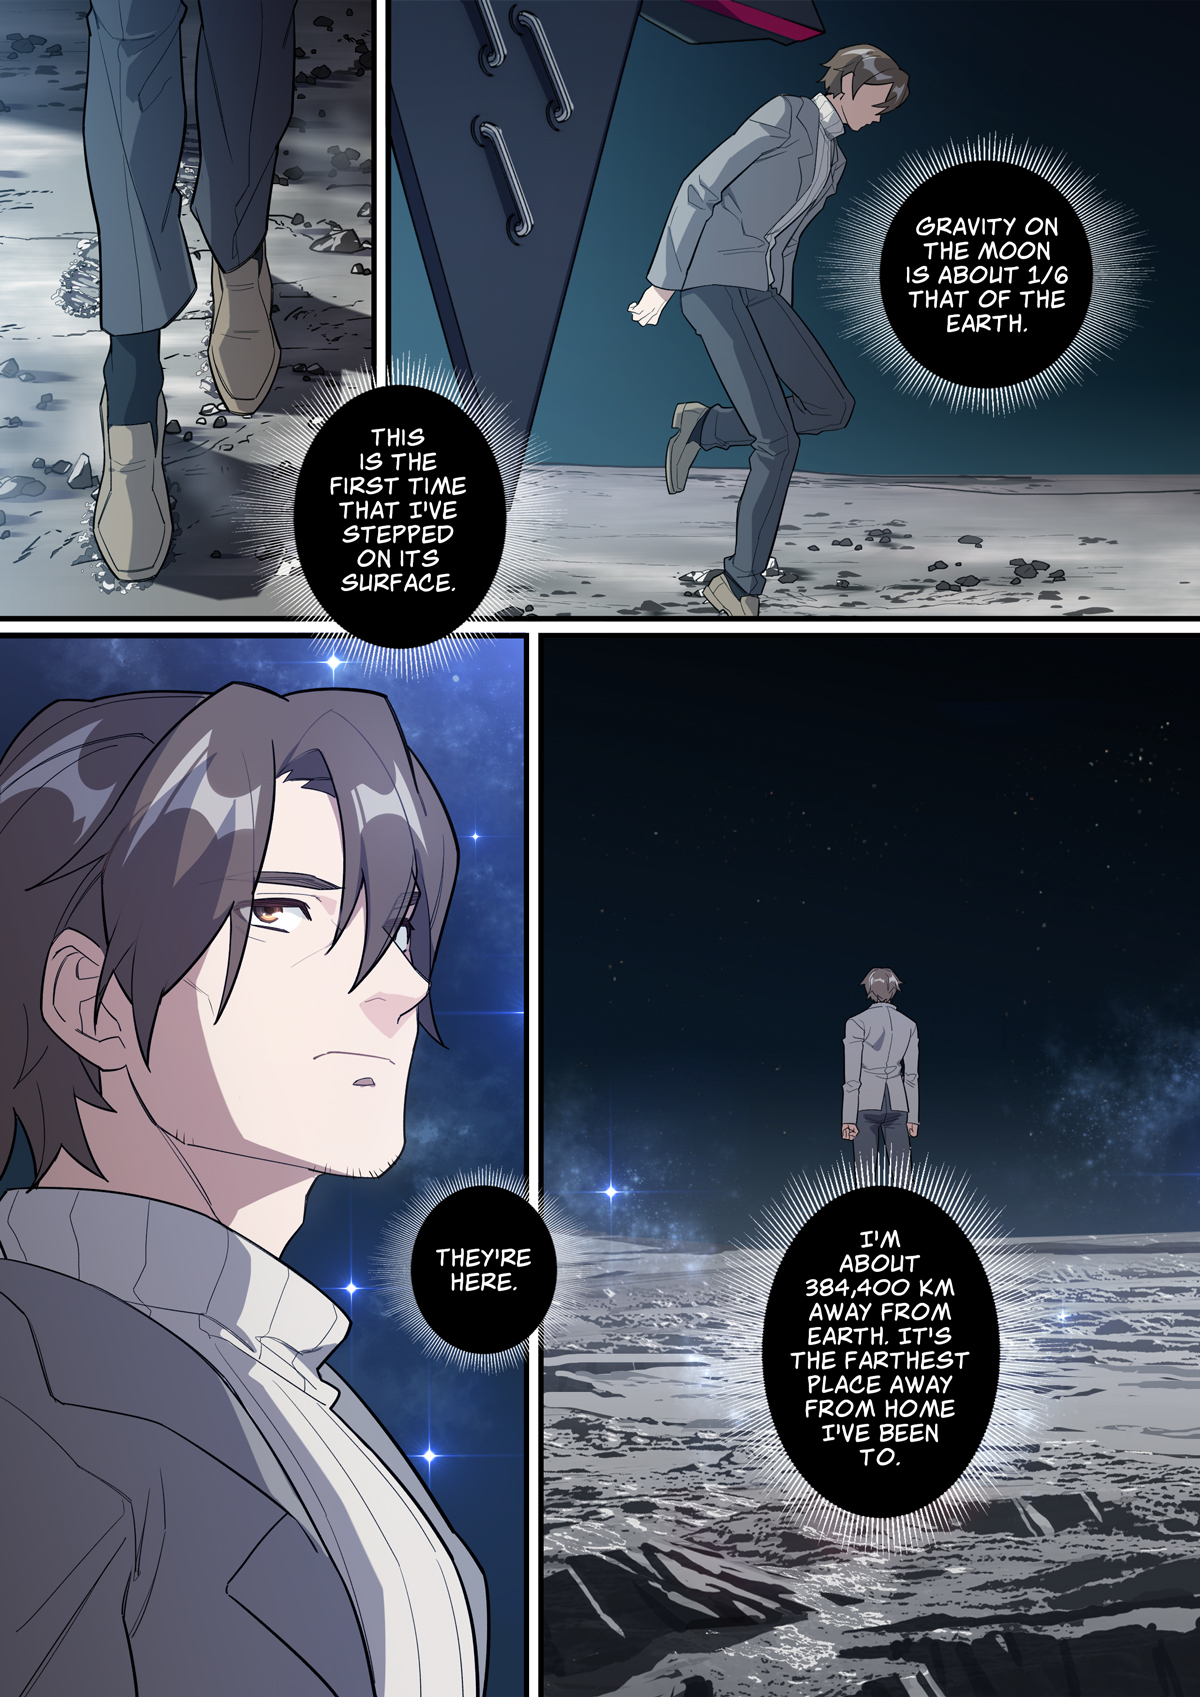 GRAVITY ON
THE MOON
IS ABOUT 1/6
THAT OF THE
EARTH.
THIS
IS THE
FIRST TIME
THAT I'VE
STEPPED
ON ITS
SURFACE.
I'M
ABOUT
384,400 KM
AWAY FROM
EARTH. IT'S
THE FARTHEST
PLACE AWAY
FROM HOME
I'VE BEEN
TO.
THEY'RE
HERE.